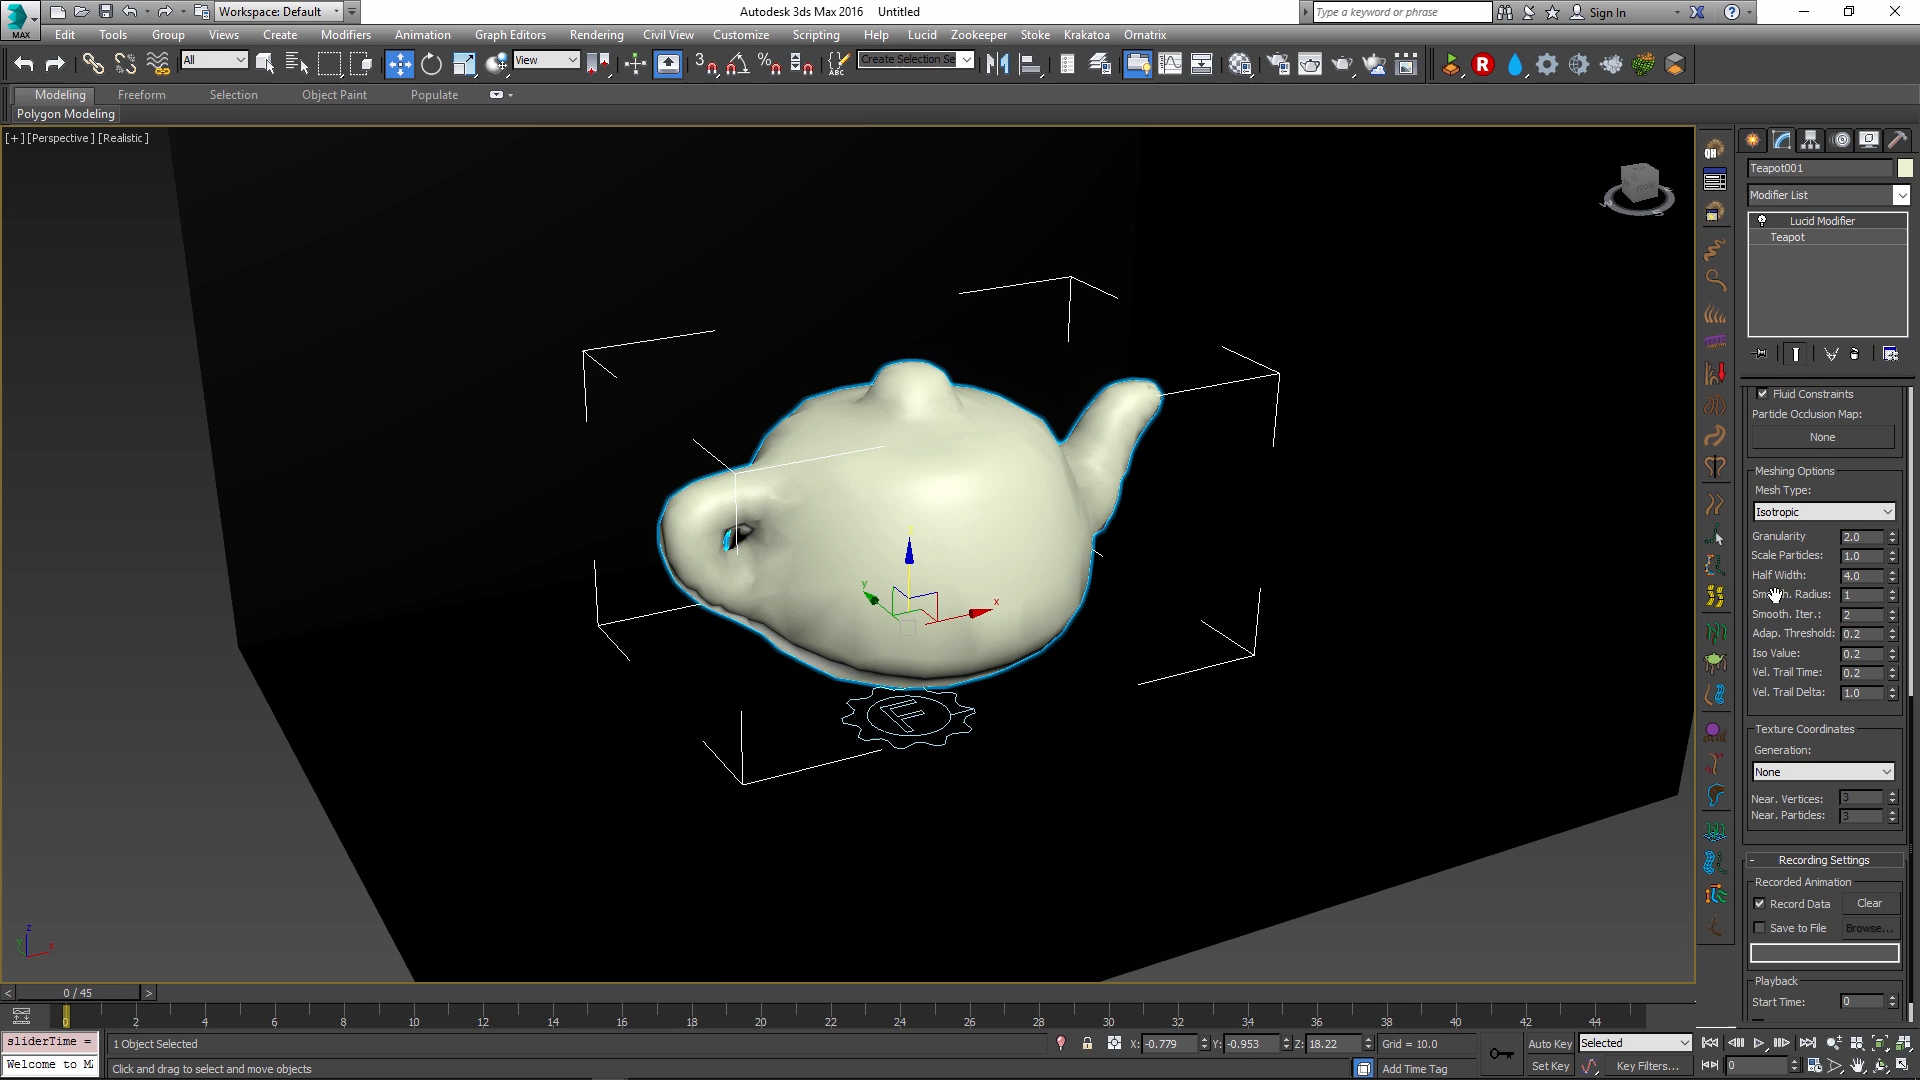 Workspace: Default
Autodesk 3ds Max 2016 Untitled
Type a keyword or phrase
Sign In
MAX
Edit Tools Group Views Create Modifiers Animation Graph Editors Rendering Civil View Customize Scripting Help Lucid Zookeeper Stoke Krakatoa Ornatrix
All
View
3
ABC
Create Selection Se
R
Modeling Freeform Selection Object Paint Populate
Polygon Modeling
[+] [Perspective ] [Realistic ]
QH
Teapot001
Modifier List
Lucid Modifier
Teapot
Fluid Constraints
Particle Occlusion Map:
None
Meshing Options
Mesh Type:
Isotropic
Granularity 2.0
Scale Particles: 1.0
Half Width: 4.0
Radius: 1
Smooth. Iter.: 2
Adap. Threshold: 0.2
Iso Value: 0.2
Vel. Trail Time: 0.2
Vel. Trail Delta: 1.0
Texture Coordinates
Generation:
None
Near. Vertices: 3
Near. Particles: 3
- Recording Settings
Recorded Animation
Record Data Clear
Save to File Browse...
Playback
Start Time: 0
y x
F
z
y x
< 0 / 45 >
0 2 4 6 8 10 12 14 16 18 20 22 24 26 28 30 32 34 36 38 40 42 44
sliderTime =
Welcome to M
1 Object Selected
Click and drag to select and move objects
X: -0.779 Y: -0.953 Z: 18.22 Grid = 10.0
Add Time Tag
Auto Key Selected
Set Key Key Filters...
0